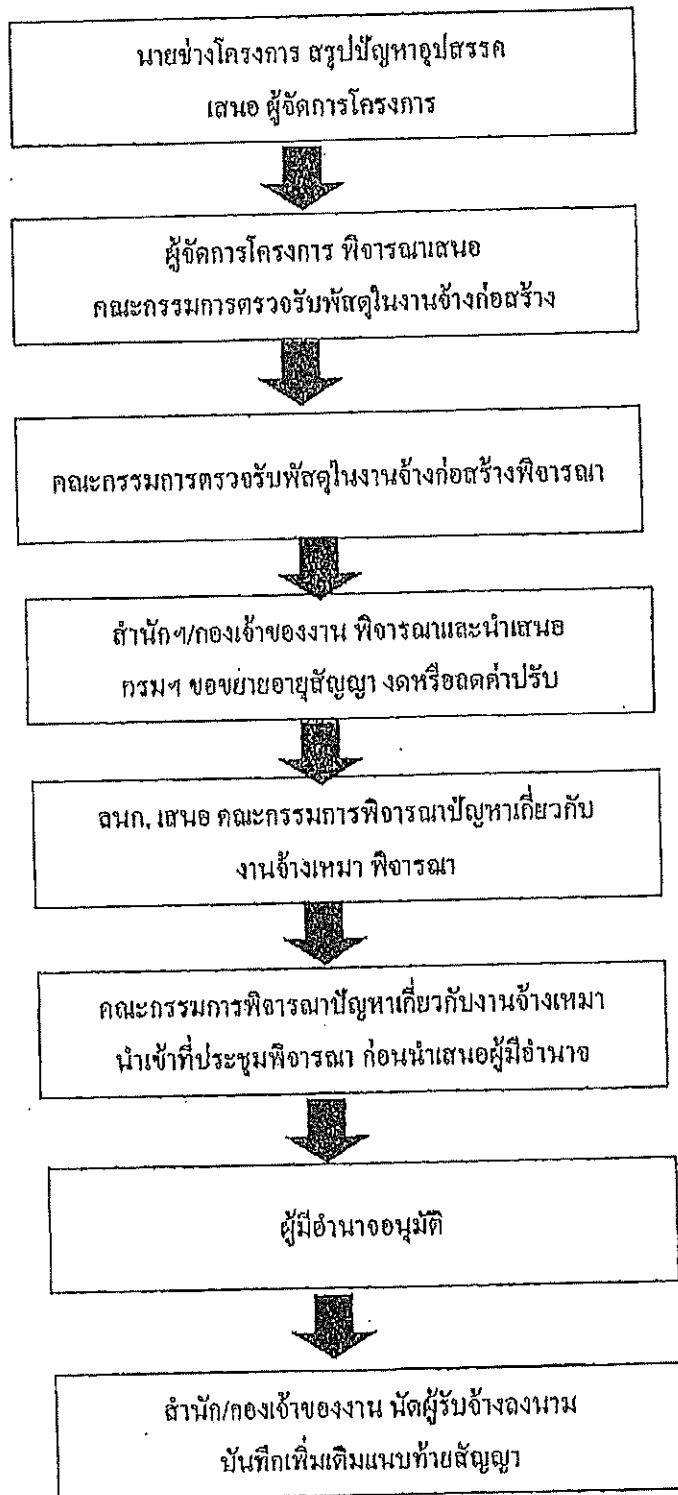 นายช่างโครงการ สรุปปัญหาอุปสรรค
เสนอ ผู้จัดการโครงการ
ผู้จัดการโครงการ พิจารณาเสนอ
คณะกรรมการตรวจรับพัสดุในงานจ้างก่อสร้าง
คณะกรรมการตรวจรับพัสดุในงานจ้างก่อสร้างพิจารณา
สำนักฯ/กองเจ้าของงาน พิจารณาและนำเสนอ
กรมฯ ขอขยายอายุสัญญา งดหรือลดค่าปรับ
ลนก. เสนอ คณะกรรมการพิจารณาปัญหาเกี่ยวกับ
งานจ้างเหมา พิจารณา
คณะกรรมการพิจารณาปัญหาเกี่ยวกับงานจ้างเหมา
นำเข้าที่ประชุมพิจารณา ก่อนนำเสนอผู้มีอำนาจ
ผู้มีอำนาจอนุมัติ
สำนัก/กองเจ้าของงาน นัดผู้รับจ้างลงนาม
บันทึกเพิ่มเติมแนบท้ายสัญญา